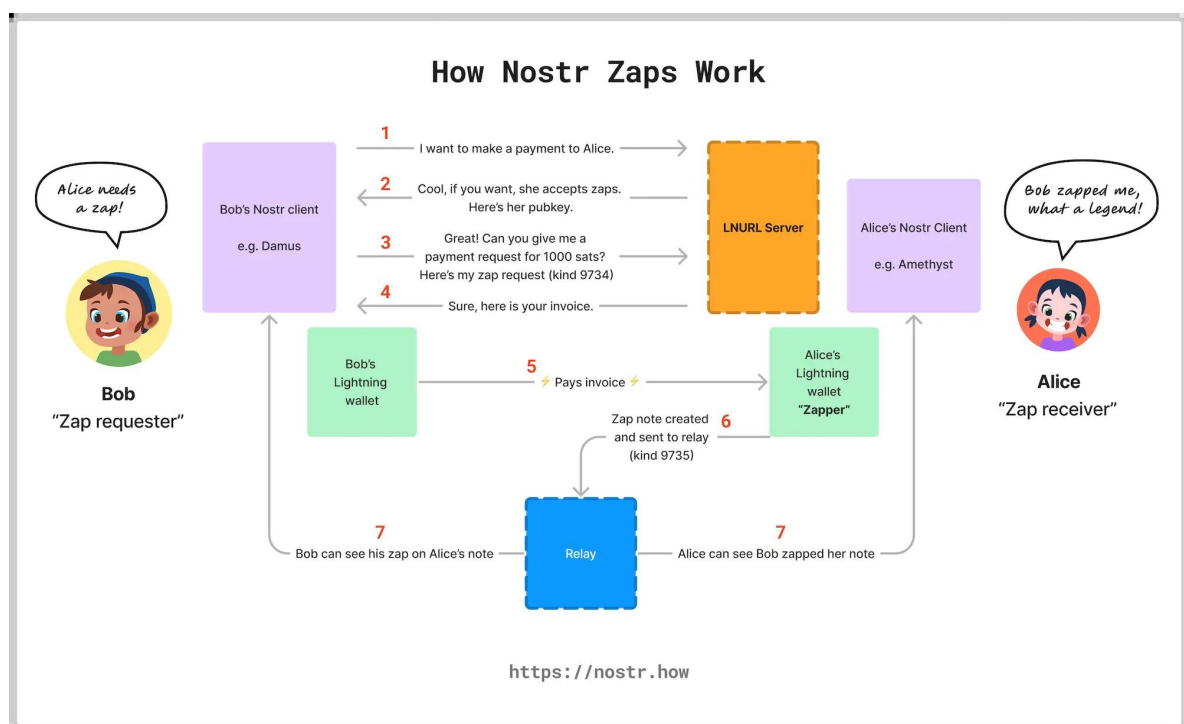 How Nostr Zaps Work
Alice needs
a zap!
Bob
“Zap requester”
Bob's Nostr client
e.g. Damus
1
I want to make a payment to Alice.
2
Cool, if you want, she accepts zaps.
Here's her pubkey.
3
Great! Can you give me a
payment request for 1000 sats?
Here's my zap request (kind 9734)
4
Sure, here is your invoice.
LNURL Server
Alice's Nostr Client
e.g. Amethyst
Bob zapped me,
what a legend!
Alice
“Zap receiver”
Bob's
Lightning
wallet
5
⚡ Pays invoice ⚡
Alice's
Lightning
wallet
“Zapper”
6
Zap note created
and sent to relay
(kind 9735)
7
Bob can see his zap on Alice's note
Relay
7
Alice can see Bob zapped her note
https://nostr.how